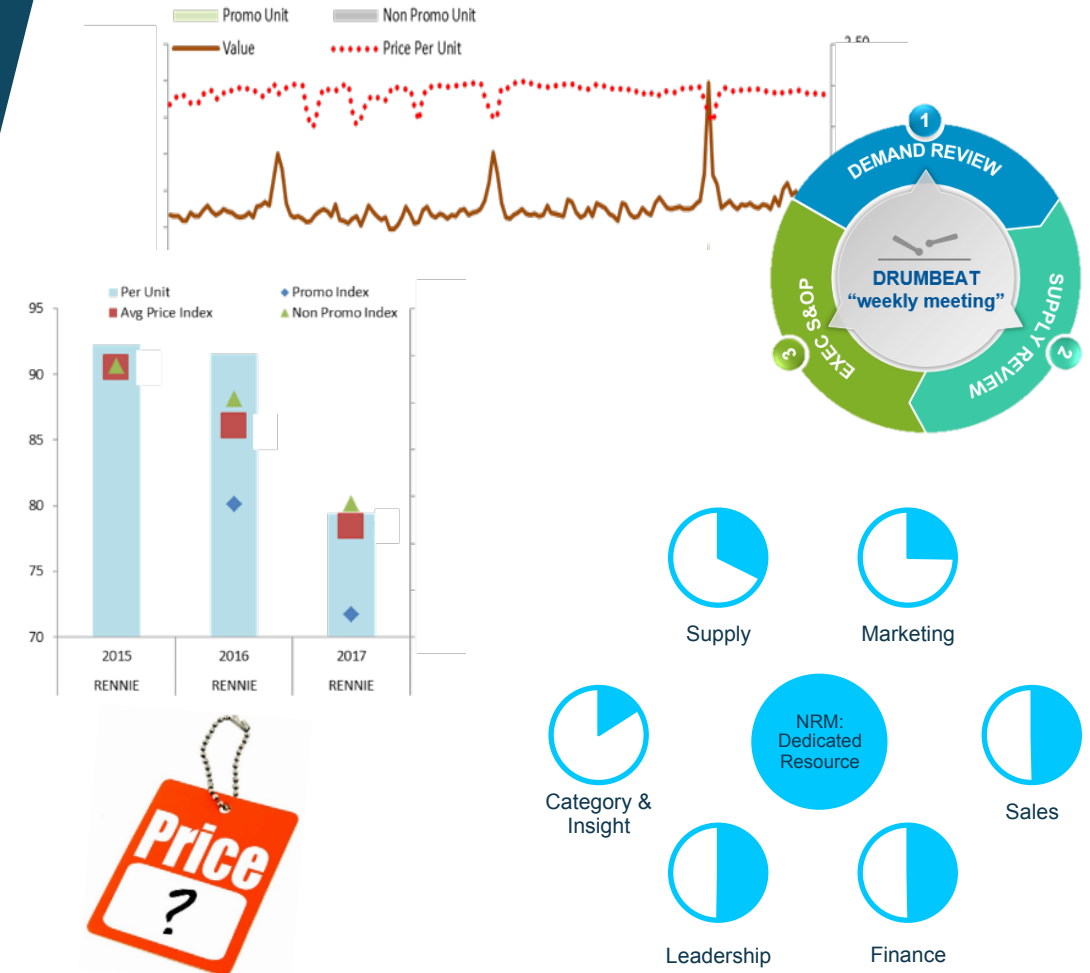 Promo Unit
Non Promo Unit
Value
Price Per Unit
1
DEMAND REVIEW
DRUMBEAT
“weekly meeting”
SUPPLY REVIEW
2
EXEC S&OP
3
Per Unit
Promo Index
Avg Price Index
Non Promo Index
95
90
85
80
75
70
2015
2016
2017
RENNIE
RENNIE
RENNIE
Supply
Marketing
NRM:
Dedicated
Resource
Category &
Insight
Sales
Leadership
Finance
Price
?